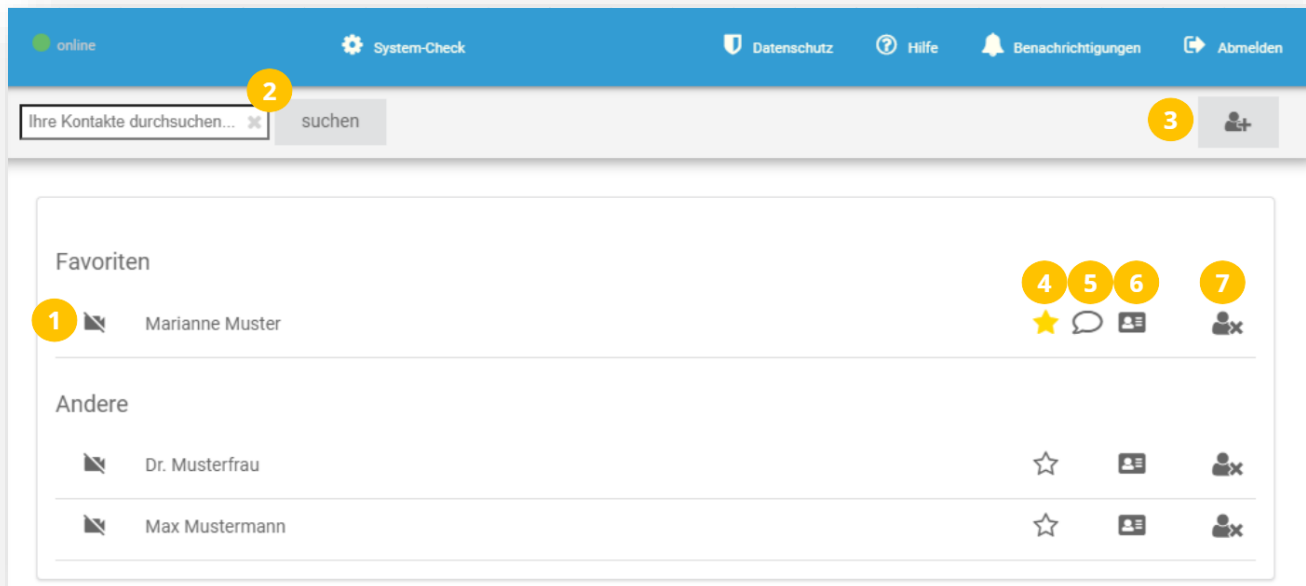 online System-Check Datenschutz Hilfe Benachrichtigungen Abmelden
2
Ihre Kontakte durchsuchen... suchen 3
Favoriten
4 5 6 7
1 Marianne Muster
Andere
Dr. Musterfrau
Max Mustermann